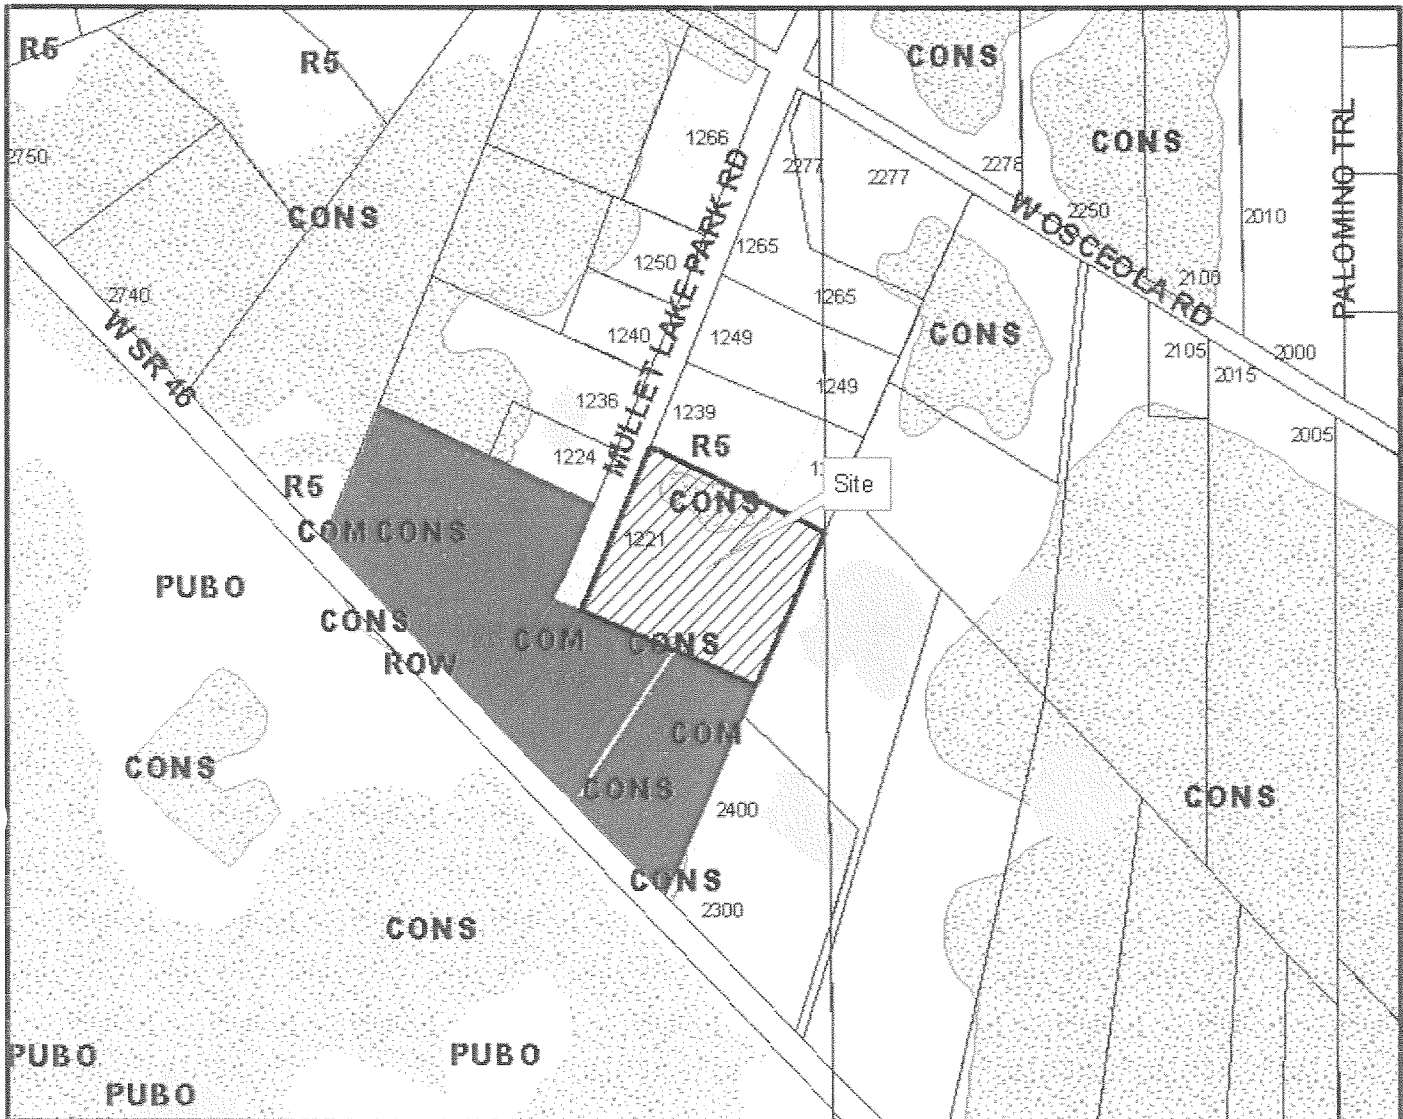 R5
R5
CONS
CONS
PALOMINO TRL
1266
2750
2277
2277
2278
CONS
MULLET LAKE PARK RD
W OSCEOLA RD
2250
2010
1265
1250
2100
1265
2740
W SR 46
1240
1249
CONS
2105
2000
2015
1249
1236
1239
2005
R5
1224
Site
R5
CONS
COM
CONS
1221
PUBO
CONS
COM
CONS
ROW
COM
CONS
CONS
CONS
2400
CONS
2300
CONS
PUBO
PUBO
PUBO
CONS